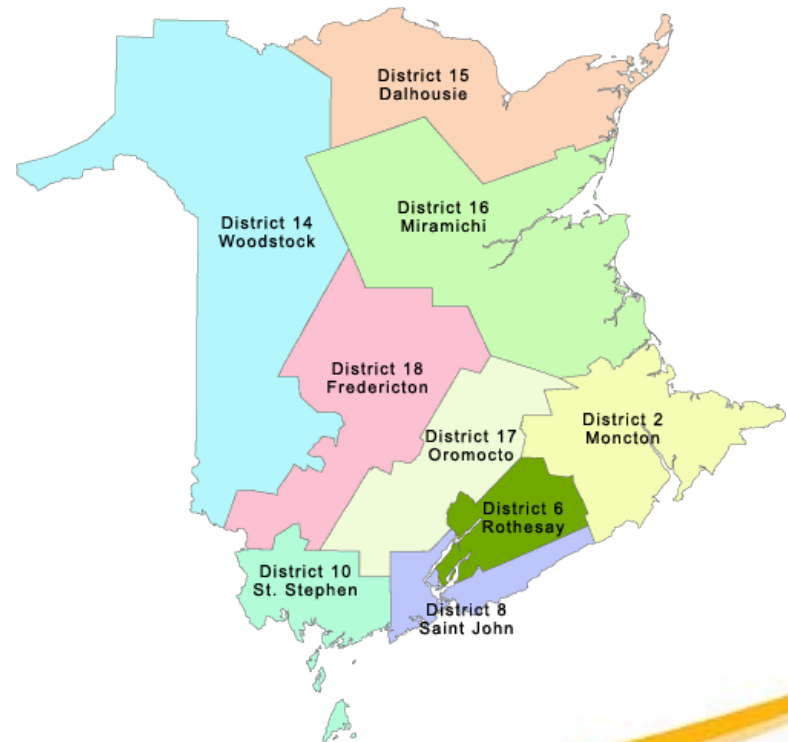 District 15
Dalhousie
District 16
Miramichi
District 14
Woodstock
District 18
Fredericton
District 2
Moncton
District 17
Oromocto
District 6
Rothesay
District 10
St. Stephen
District 8
Saint John